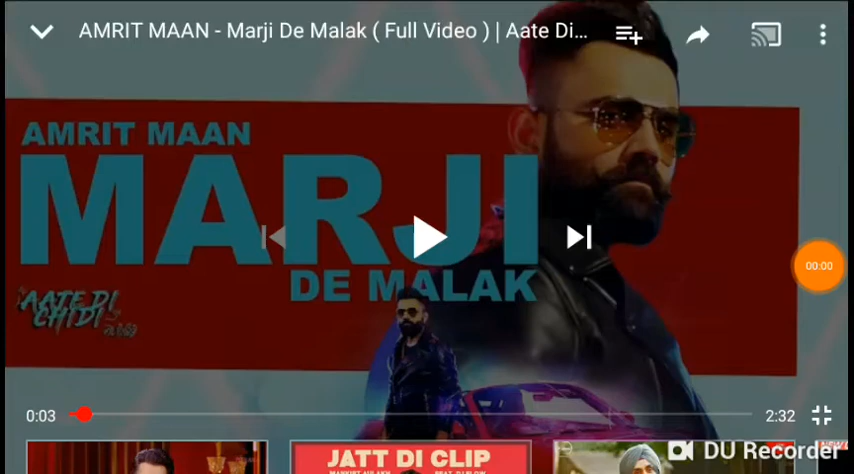 AMRIT MAAN - Marji De Malak ( Full Video ) | Aate Di...
AMRIT MAAN
MARJI
DE MALAK
AATE DI
CHIDI
00:00
0:03
2:32
JATT DI CLIP
DU Recorder